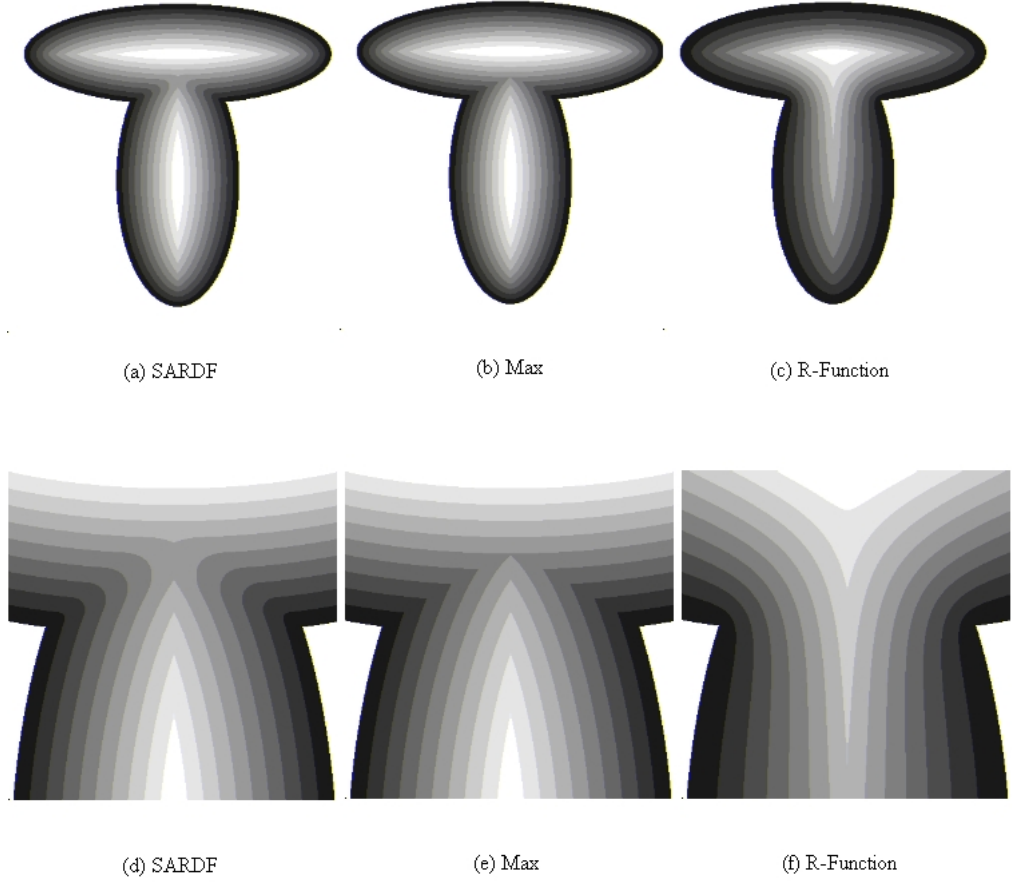 (a) SARDF
(b) Max
(c) R-Function
(d) SARDF
(e) Max
(f) R-Function